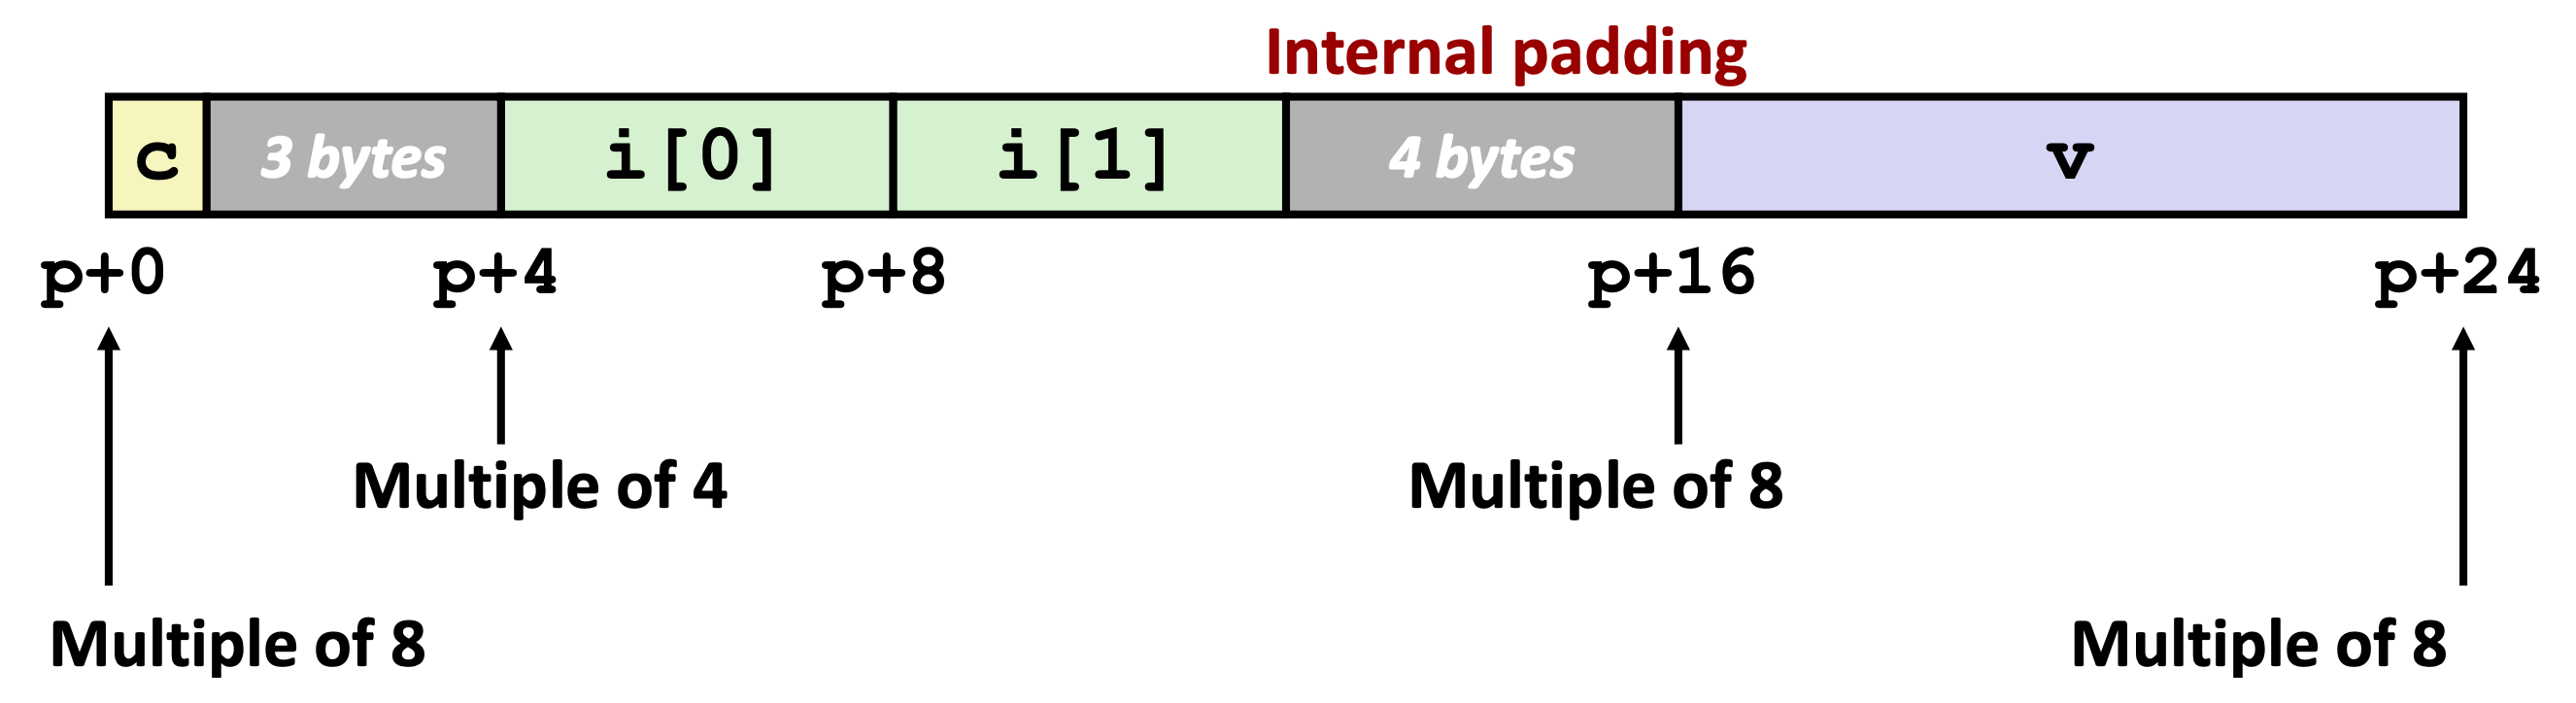 Internal padding
c 3 bytes i[0] i[1] 4 bytes v
p+0 p+4 p+8 p+16 p+24
Multiple of 4 Multiple of 8
Multiple of 8 Multiple of 8